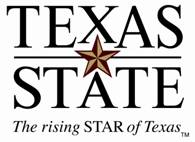 TEXAS
STATE
The rising STAR of Texas™